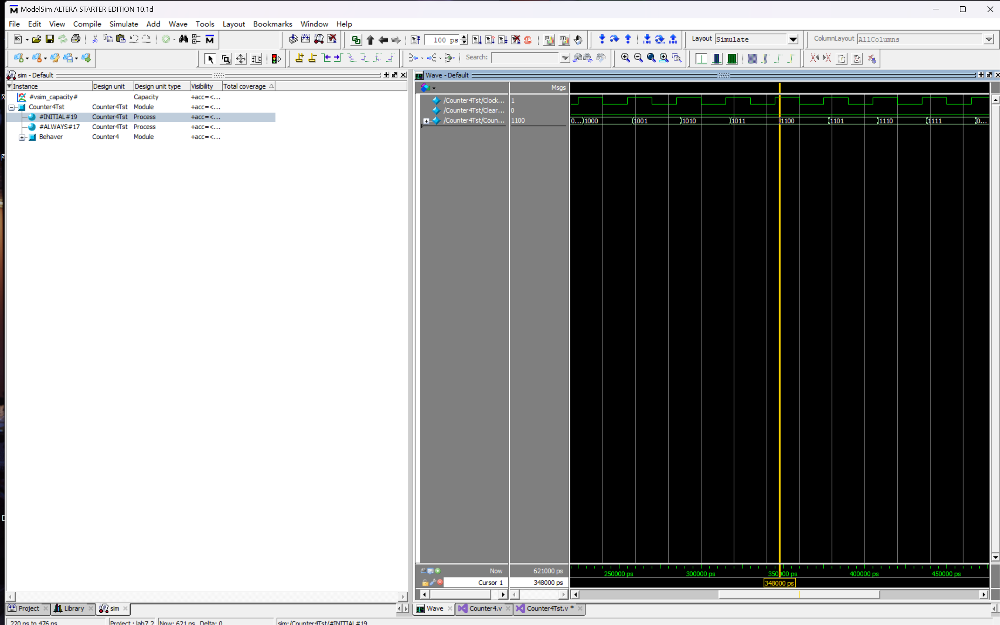 ModelSim ALTERA STARTER EDITION 10.1d
File Edit View Compile Simulate Add Wave Tools Layout Bookmarks Window Help
100 ps Layout Simulate ColumnLayout AllColumns
Search:
sim - Default
Instance Design unit Design unit type Visibility Total coverage
#vsim_capacity# Capacity +acc=<...
Counter4Tst Counter4Tst Module +acc=<...
#INITIAL#19 Counter4Tst Process +acc=<...
#ALWAYS#17 Counter4Tst Process +acc=<...
Behaver Counter4 Module +acc=<...
Wave - Default
Msgs
/Counter4Tst/Clock... 1
/Counter4Tst/Clear... 0
/Counter4Tst/Coun... 1100 0... 1000 1001 1010 1011 1100 1101 1110 1111 0...
Now 621000 ps 250000 ps 300000 ps 350000 ps 400000 ps 450000 ps
Cursor 1 348000 ps 348000 ps
Project Library sim Wave Counter4.v Counter4Tst.v *
220 ns to 476 ns Project : lab7_2 Now: 621 ns Delta: 0 sim:/Counter4Tst/#INITIAL#19